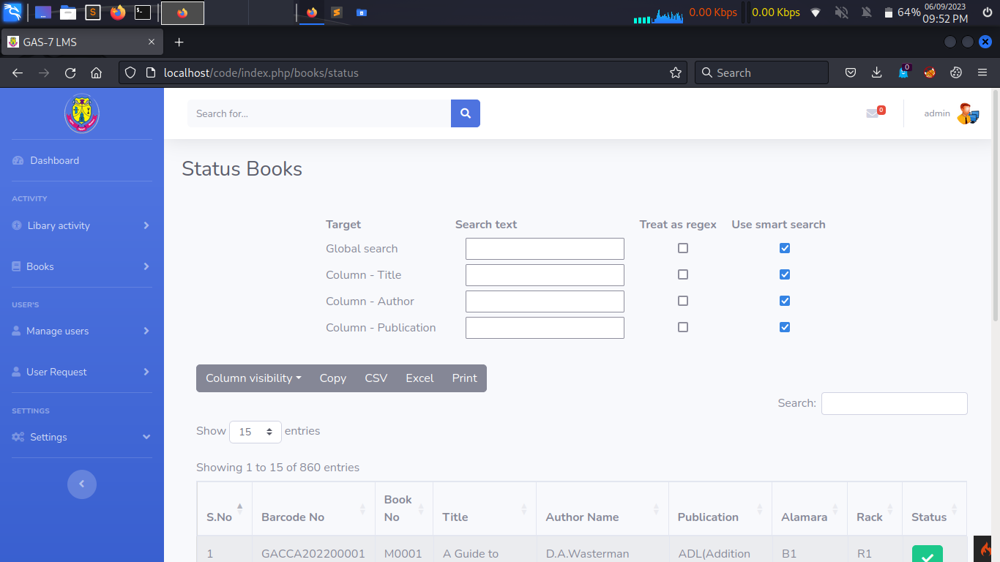 0.00 Kbps 0.00 Kbps 64% 06/09/2023
09:52 PM
GAS-7 LMS
localhost/code/index.php/books/status
Search
0
Search for...
0
admin
Status Books
Dashboard
ACTIVITY
Libary activity
Books
USER'S
Manage users
User Request
SETTINGS
Settings
Target Search text Treat as regex Use smart search
Global search
Column - Title
Column - Author
Column - Publication
Column visibility Copy CSV Excel Print
Search:
Show 15 entries
Showing 1 to 15 of 860 entries
S.No Barcode No Book No Title Author Name Publication Alamara Rack Status
1 GACCA202200001 M0001 A Guide to D.A.Wasterman ADL(Addition B1 R1